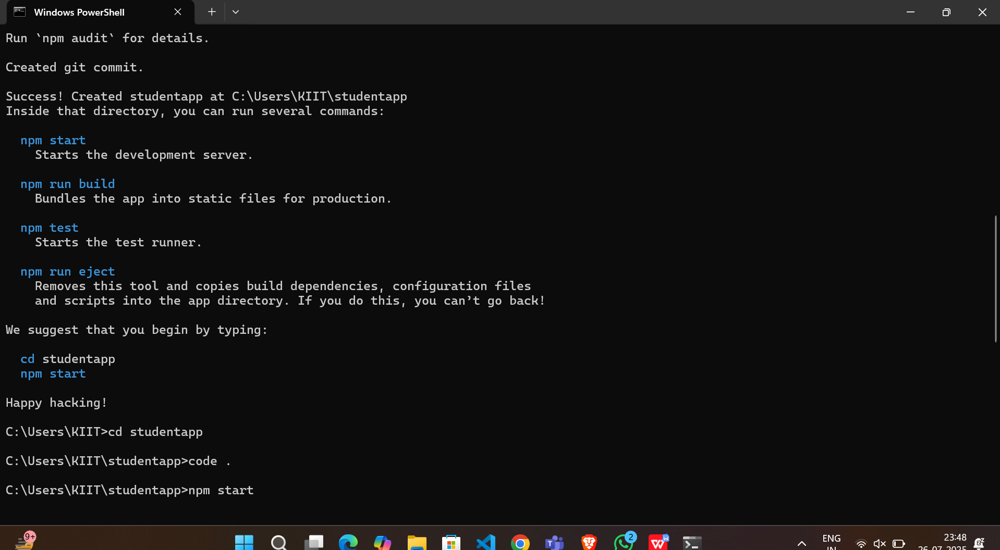 Windows PowerShell
Run `npm audit` for details.
Created git commit.
Success! Created studentapp at C:\Users\KIIT\studentapp
Inside that directory, you can run several commands:
npm start
Starts the development server.
npm run build
Bundles the app into static files for production.
npm test
Starts the test runner.
npm run eject
Removes this tool and copies build dependencies, configuration files
and scripts into the app directory. If you do this, you can’t go back!
We suggest that you begin by typing:
cd studentapp
npm start
Happy hacking!
C:\Users\KIIT>cd studentapp
C:\Users\KIIT\studentapp>code .
C:\Users\KIIT\studentapp>npm start
9+
2
ENG
IN
23:48
26-07-2025